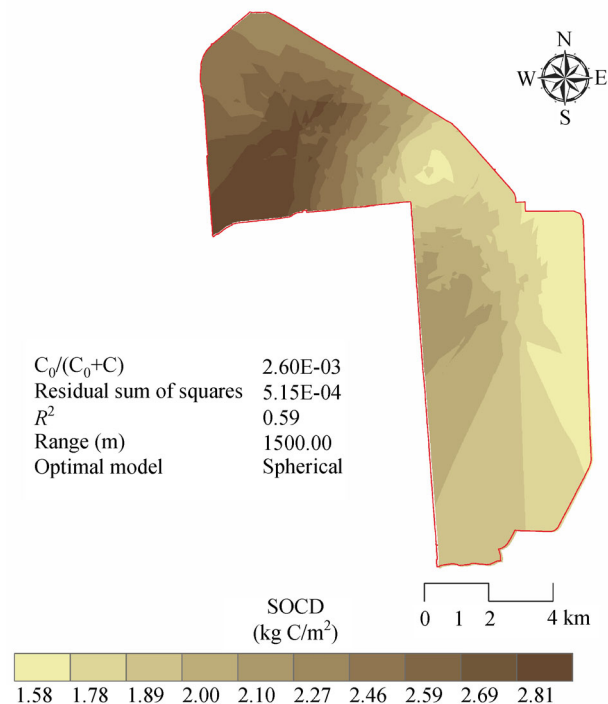 N
W E
S
C₀/(C₀+C) 2.60E-03
Residual sum of squares 5.15E-04
R² 0.59
Range (m) 1500.00
Optimal model Spherical
0 1 2 4 km
SOCD
(kg C/m²)
1.58 1.78 1.89 2.00 2.10 2.27 2.46 2.59 2.69 2.81